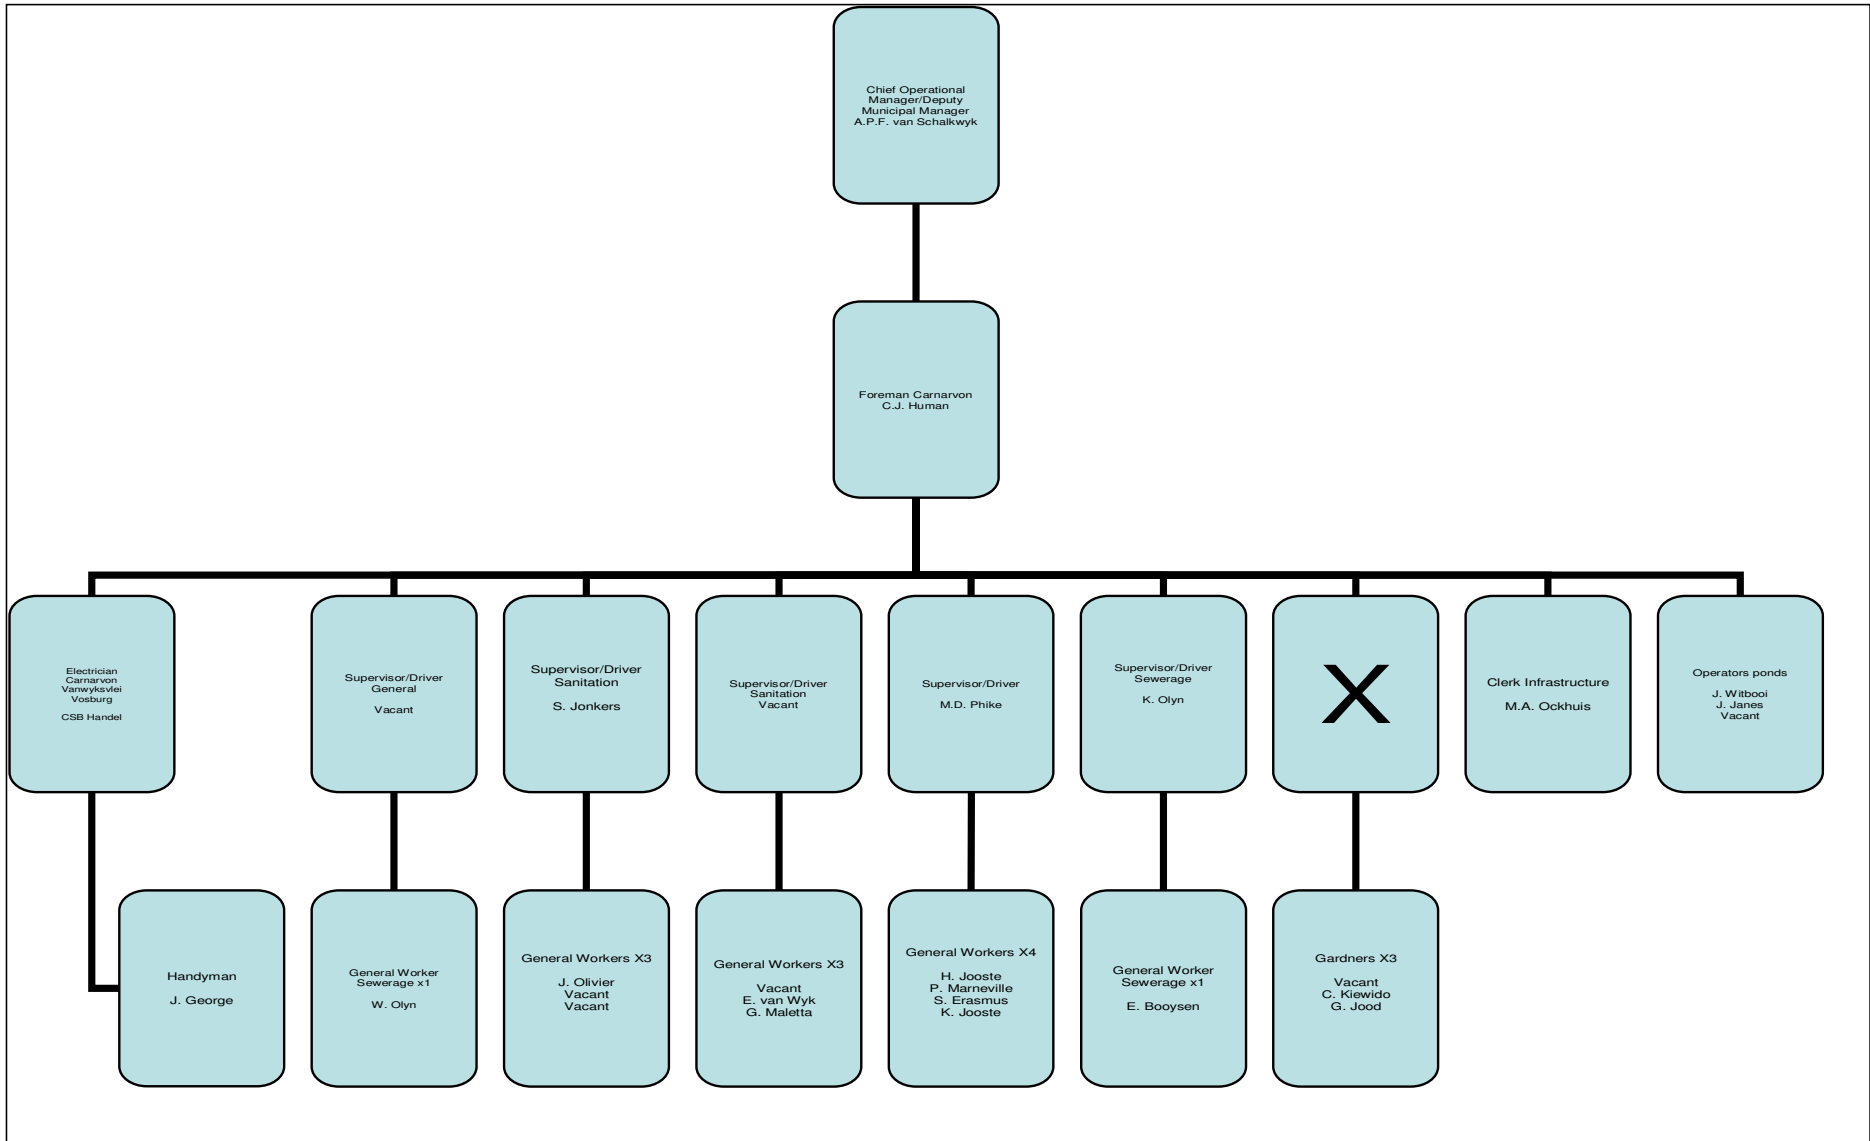 Chief Operational
Manager/Deputy
Municipal Manager
A.P.F. van Schalkwyk
Foreman Carnarvon
C.J. Human
Electrician
Carnarvon
Vanwyksvlei
Vosburg
CSB Handel
Supervisor/Driver
General
Vacant
Supervisor/Driver
Sanitation
S. Jonkers
Supervisor/Driver
Sanitation
Vacant
Supervisor/Driver
M.D. Phike
Supervisor/Driver
Sewerage
K. Olyn
X
Clerk Infrastructure
M.A. Ockhuis
Operators ponds
J. Witbooi
J. Janes
Vacant
Handyman
J. George
General Worker
Sewerage x1
W. Olyn
General Workers X3
J. Olivier
Vacant
Vacant
General Workers X3
Vacant
E. van Wyk
G. Maletta
General Workers X4
H. Jooste
P. Marneville
S. Erasmus
K. Jooste
General Worker
Sewerage x1
E. Booysen
Gardners X3
Vacant
C. Kiewido
G. Jood